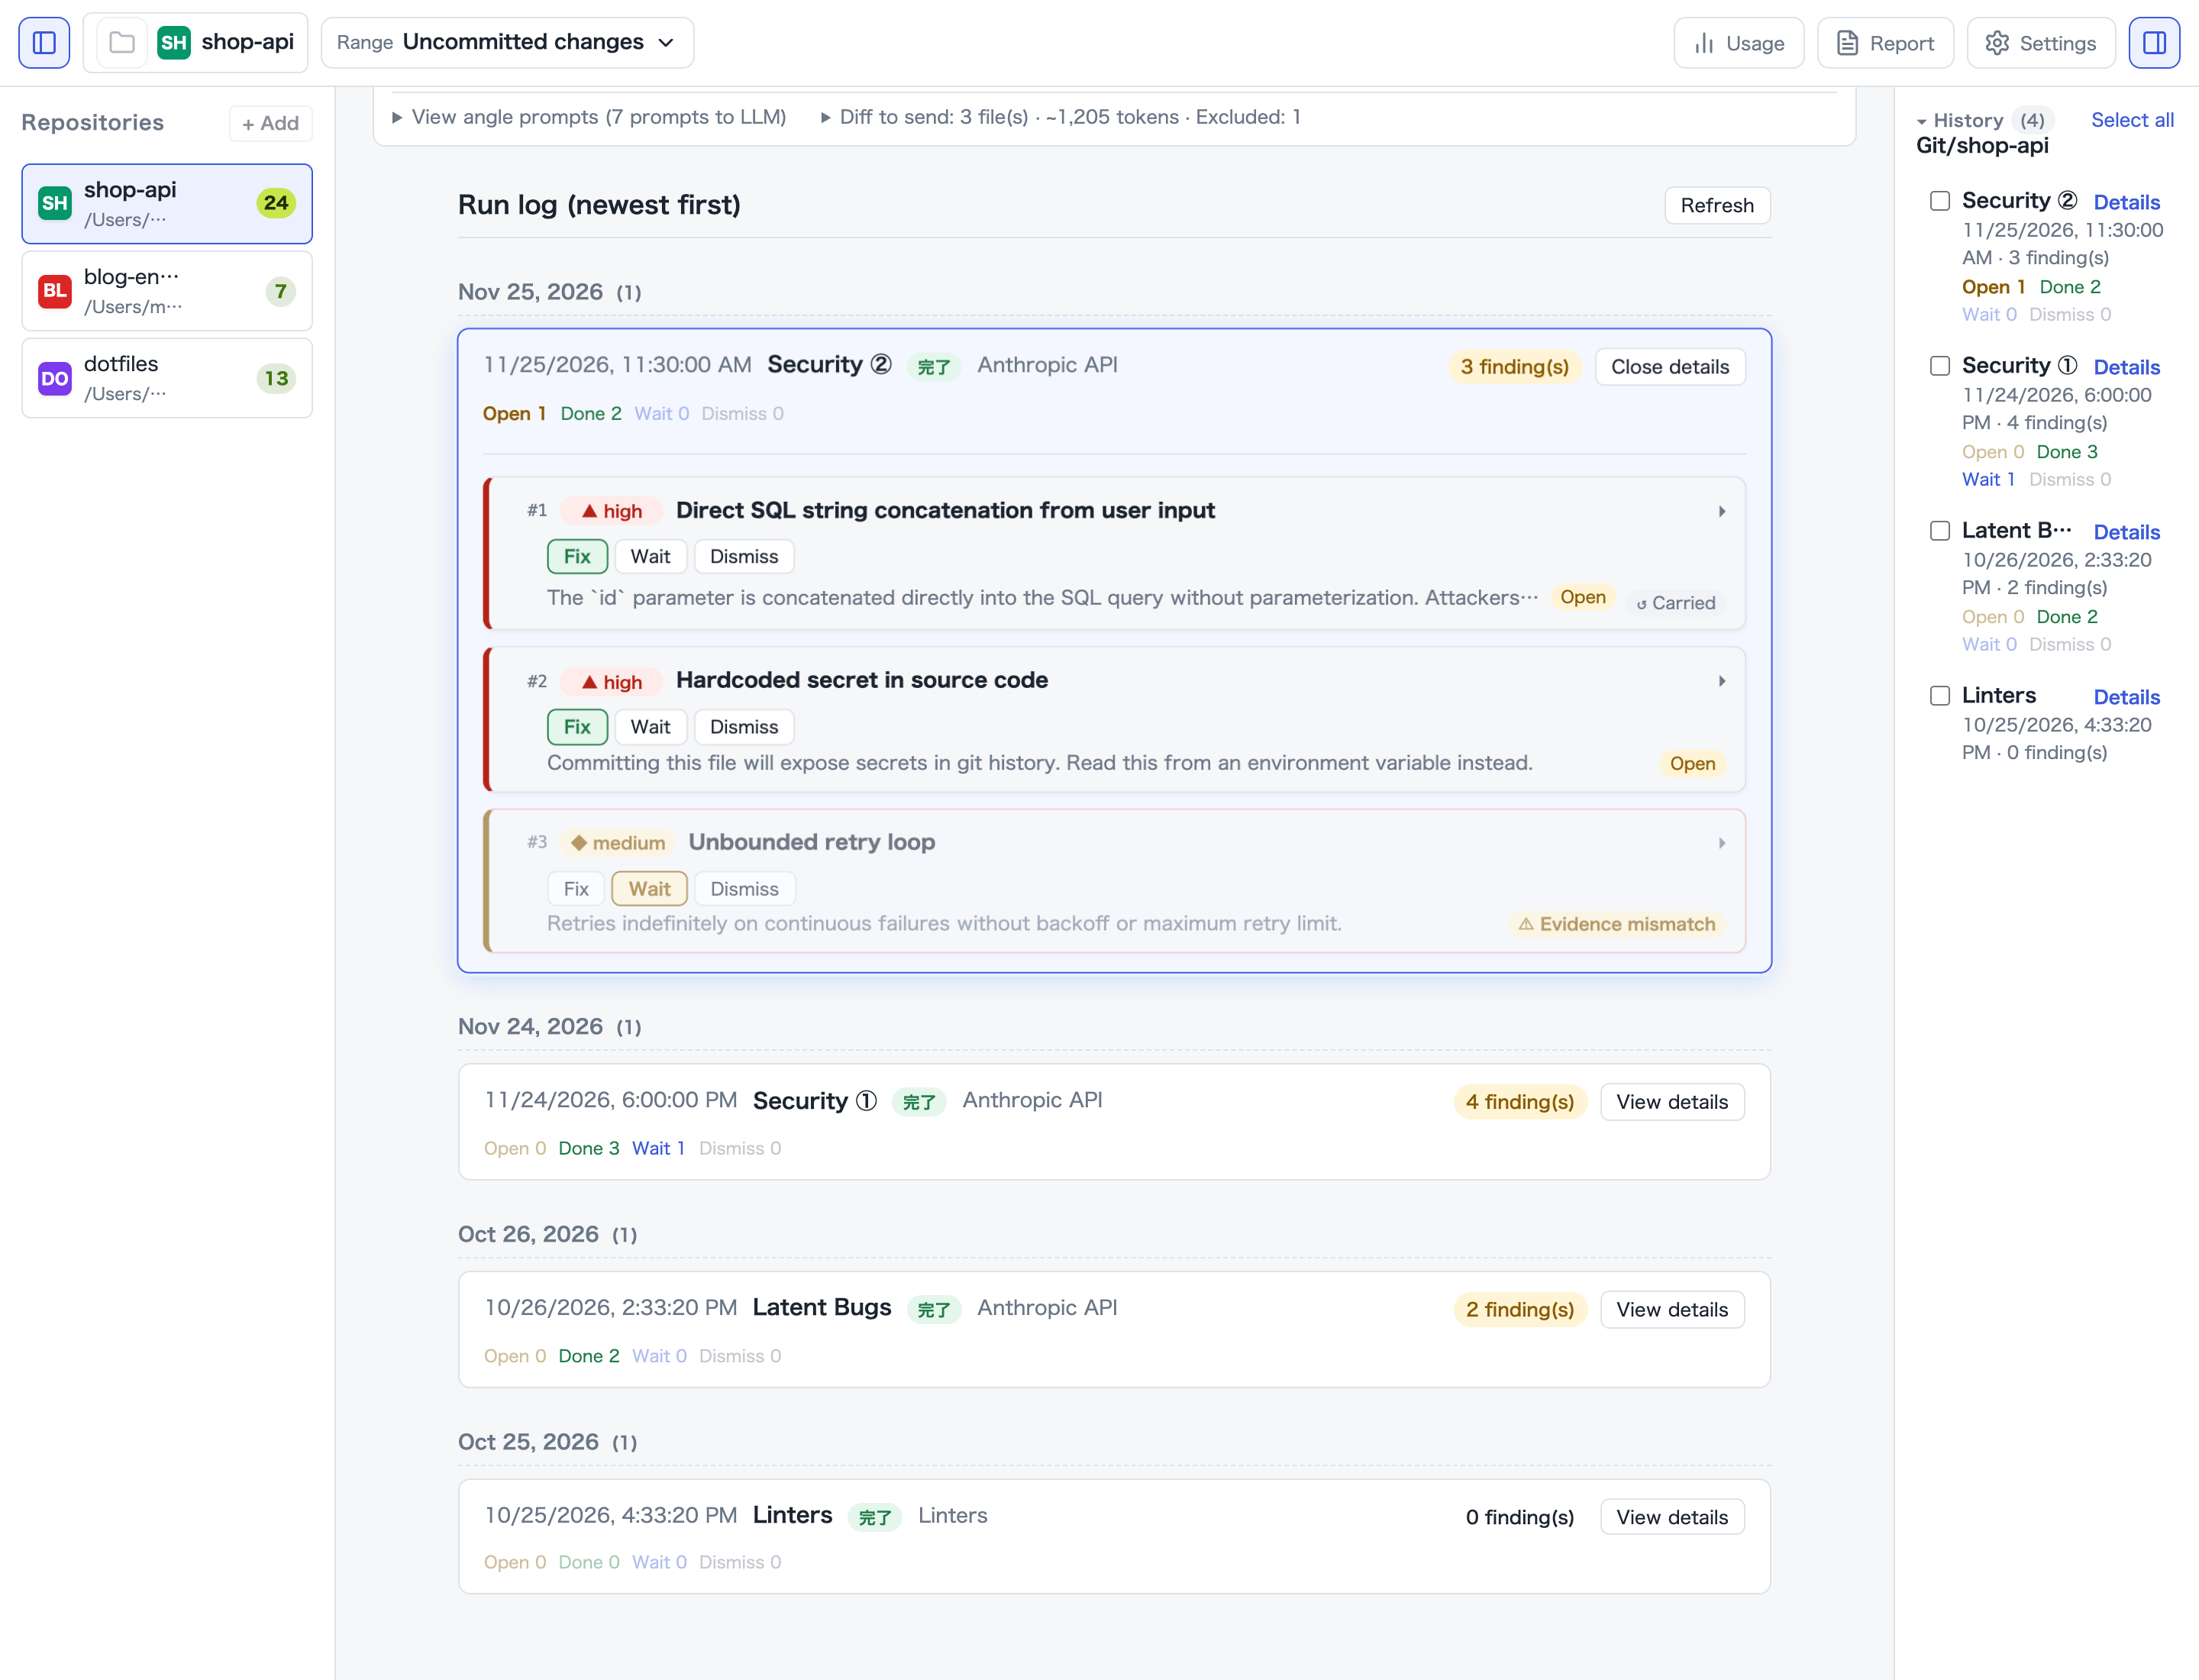 SH shop-api
Range Uncommitted changes
Usage
Report
Settings
Repositories
+ Add
SH
shop-api
/Users/…
24
BL
blog-en…
/Users/m…
7
DO
dotfiles
/Users/…
13
▶ View angle prompts (7 prompts to LLM)
▶ Diff to send: 3 file(s) · ~1,205 tokens · Excluded: 1
Run log (newest first)
Refresh
Nov 25, 2026 (1)
11/25/2026, 11:30:00 AM Security ② 完了 Anthropic API
3 finding(s)
Close details
Open 1 Done 2 Wait 0 Dismiss 0
#1 ▲ high Direct SQL string concatenation from user input
Fix Wait Dismiss
The `id` parameter is concatenated directly into the SQL query without parameterization. Attackers… Open ↺ Carried
#2 ▲ high Hardcoded secret in source code
Fix Wait Dismiss
Committing this file will expose secrets in git history. Read this from an environment variable instead. Open
#3 ◆ medium Unbounded retry loop
Fix Wait Dismiss
Retries indefinitely on continuous failures without backoff or maximum retry limit. ⚠ Evidence mismatch
Nov 24, 2026 (1)
11/24/2026, 6:00:00 PM Security ① 完了 Anthropic API
4 finding(s)
View details
Open 0 Done 3 Wait 1 Dismiss 0
Oct 26, 2026 (1)
10/26/2026, 2:33:20 PM Latent Bugs 完了 Anthropic API
2 finding(s)
View details
Open 0 Done 2 Wait 0 Dismiss 0
Oct 25, 2026 (1)
10/25/2026, 4:33:20 PM Linters 完了 Linters
0 finding(s)
View details
Open 0 Done 0 Wait 0 Dismiss 0
History (4)
Select all
Git/shop-api
Security ② Details
11/25/2026, 11:30:00
AM · 3 finding(s)
Open 1 Done 2
Wait 0 Dismiss 0
Security ① Details
11/24/2026, 6:00:00
PM · 4 finding(s)
Open 0 Done 3
Wait 1 Dismiss 0
Latent B… Details
10/26/2026, 2:33:20
PM · 2 finding(s)
Open 0 Done 2
Wait 0 Dismiss 0
Linters Details
10/25/2026, 4:33:20
PM · 0 finding(s)